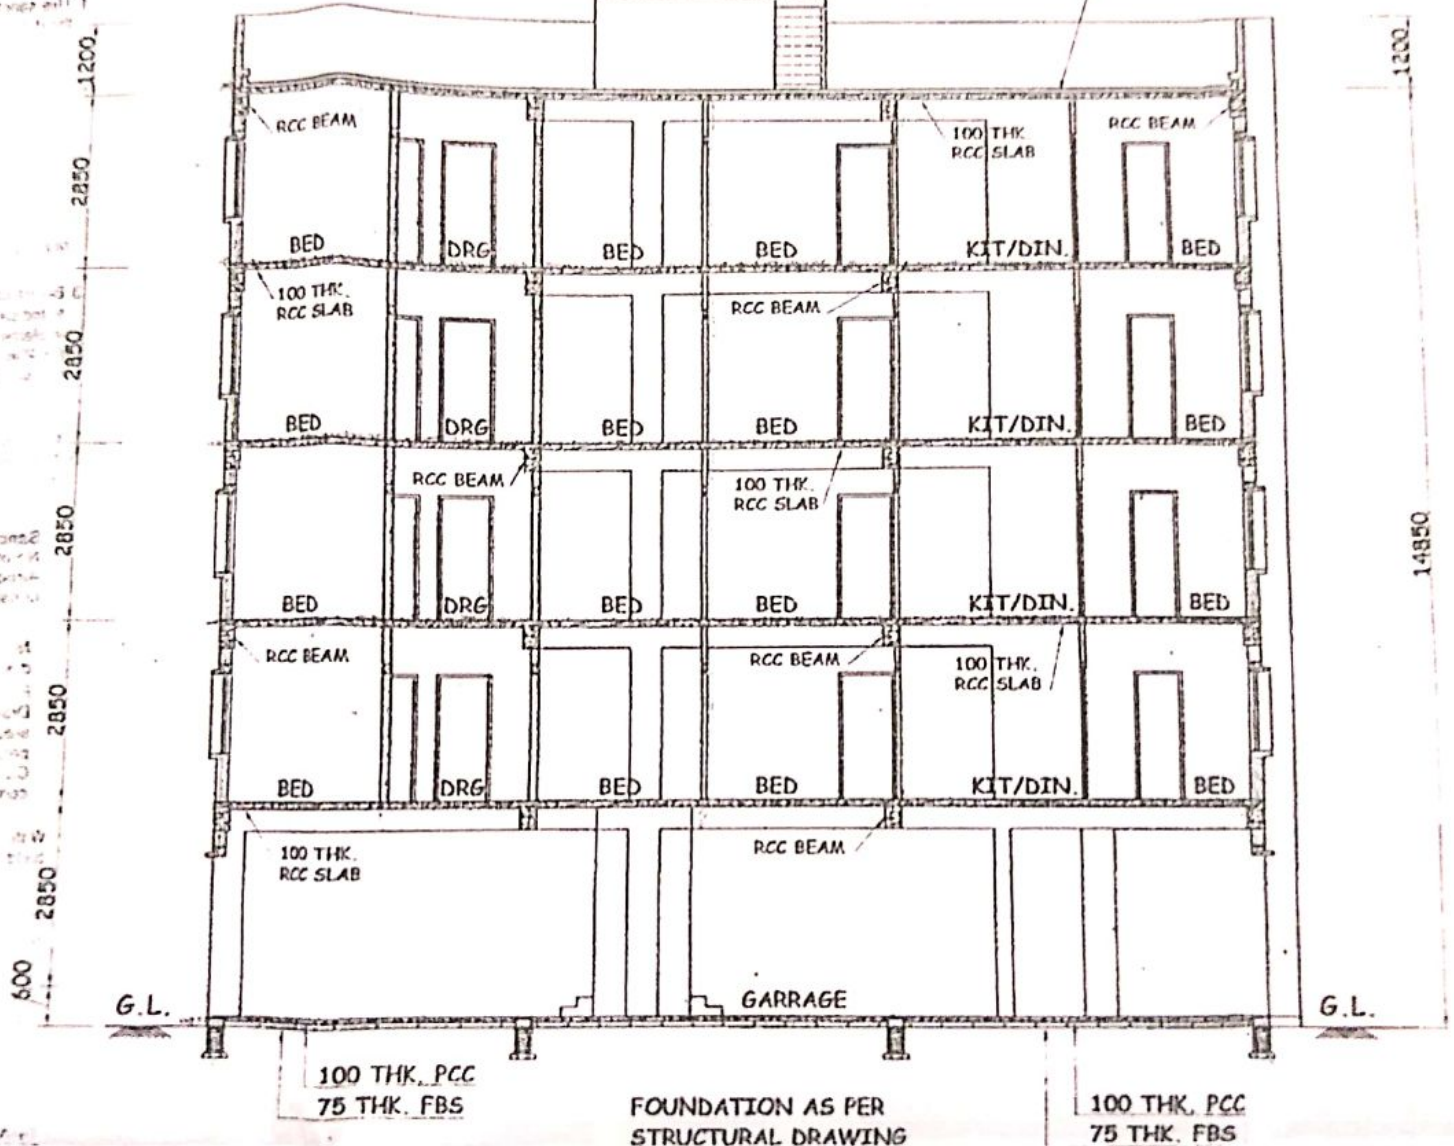 1200
1200
RCC BEAM
100 THK.
RCC SLAB
RCC BEAM
2850
BED
DRG
BED
BED
KIT/DIN.
BED
100 THK.
RCC SLAB
RCC BEAM
2850
BED
DRG
BED
BED
KIT/DIN.
BED
RCC BEAM
100 THK.
RCC SLAB
2850
14850
BED
DRG
BED
BED
KIT/DIN.
BED
RCC BEAM
RCC BEAM
100 THK.
RCC SLAB
2850
BED
DRG
BED
BED
KIT/DIN.
BED
100 THK.
RCC SLAB
RCC BEAM
2850
600
G.L.
GARRAGE
G.L.
100 THK. PCC
75 THK. FBS
FOUNDATION AS PER
STRUCTURAL DRAWING
100 THK. PCC
75 THK. FBS